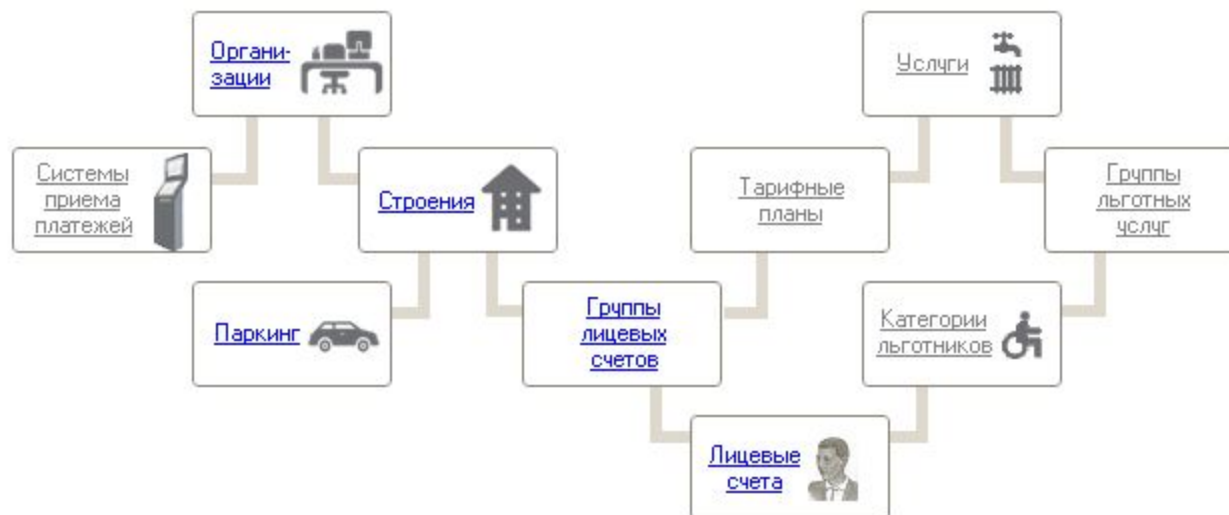 Органи-
зации
Услуги
Системы
приема
платежей
Строения
Тарифные
планы
Группы
льготных
услуг
Паркинг
Группы
лицевых
счетов
Категории
льготников
Лицевые
счета